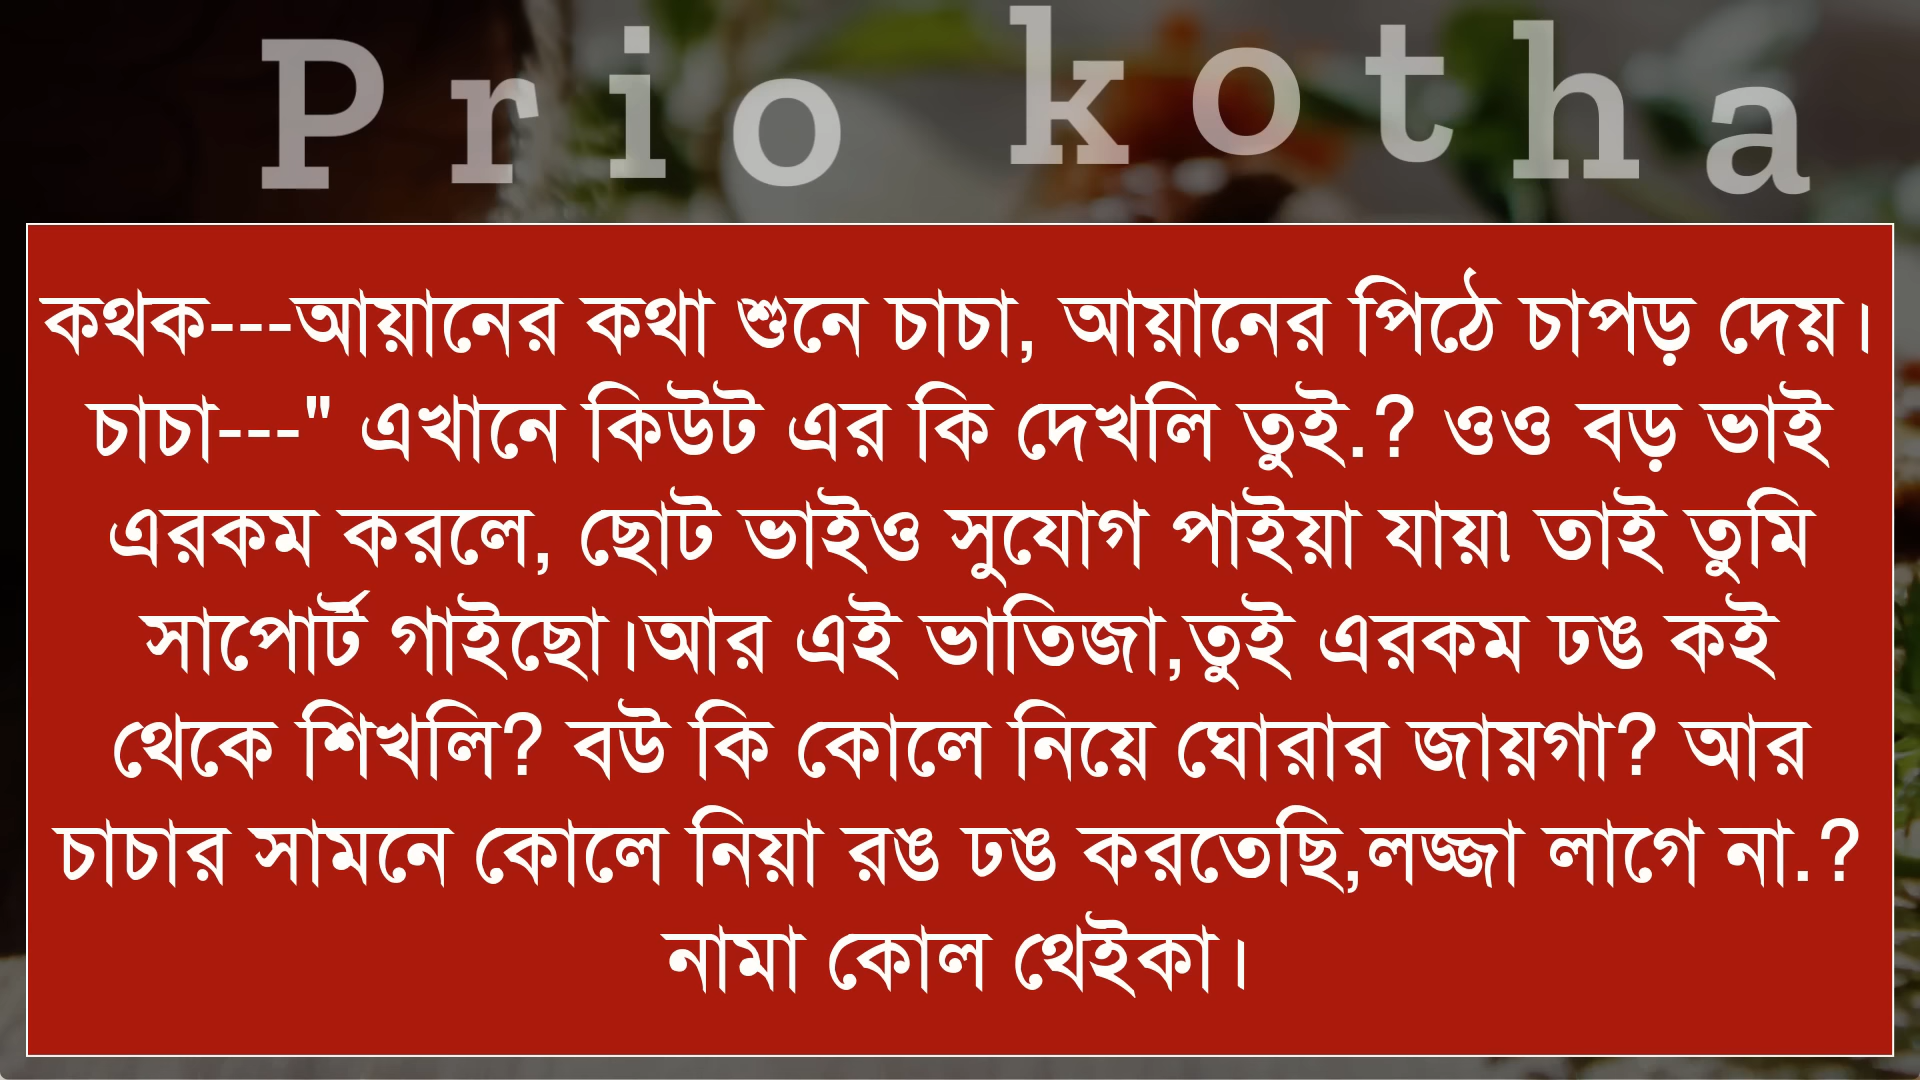 Prio kotha
কথক---আয়ানের কথা শুনে চাচা, আয়ানের পিঠে চাপড় দেয়।
চাচা---" এখানে কিউট এর কি দেখলি তুই.? ওও বড় ভাই
এরকম করলে, ছোট ভাইও সুযোগ পাইয়া যায়৷ তাই তুমি
সাপোর্ট গাইছো।আর এই ভাতিজা,তুই এরকম ঢঙ কই
থেকে শিখলি? বউ কি কোলে নিয়ে ঘোরার জায়গা? আর
চাচার সামনে কোলে নিয়া রঙ ঢঙ করতেছি,লজ্জা লাগে না.?
নামা কোল থেইকা।